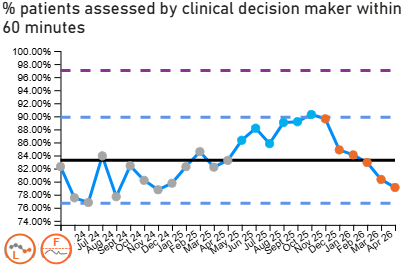 % patients assessed by clinical decision maker within
60 minutes
100.00%
98.00%
96.00%
94.00%
92.00%
90.00%
88.00%
86.00%
84.00%
82.00%
80.00%
78.00%
76.00%
74.00%
...24
Jul 24
Aug 24
Sept 24
Oct 24
Nov 24
Dec 24
Jan 25
Feb 25
Mar 25
Apr 25
May 25
Jun 25
Jul 25
Aug 25
Sept 25
Oct 25
Nov 25
Dec 25
Jan 26
Feb 26
Mar 26
Apr 26
L
F